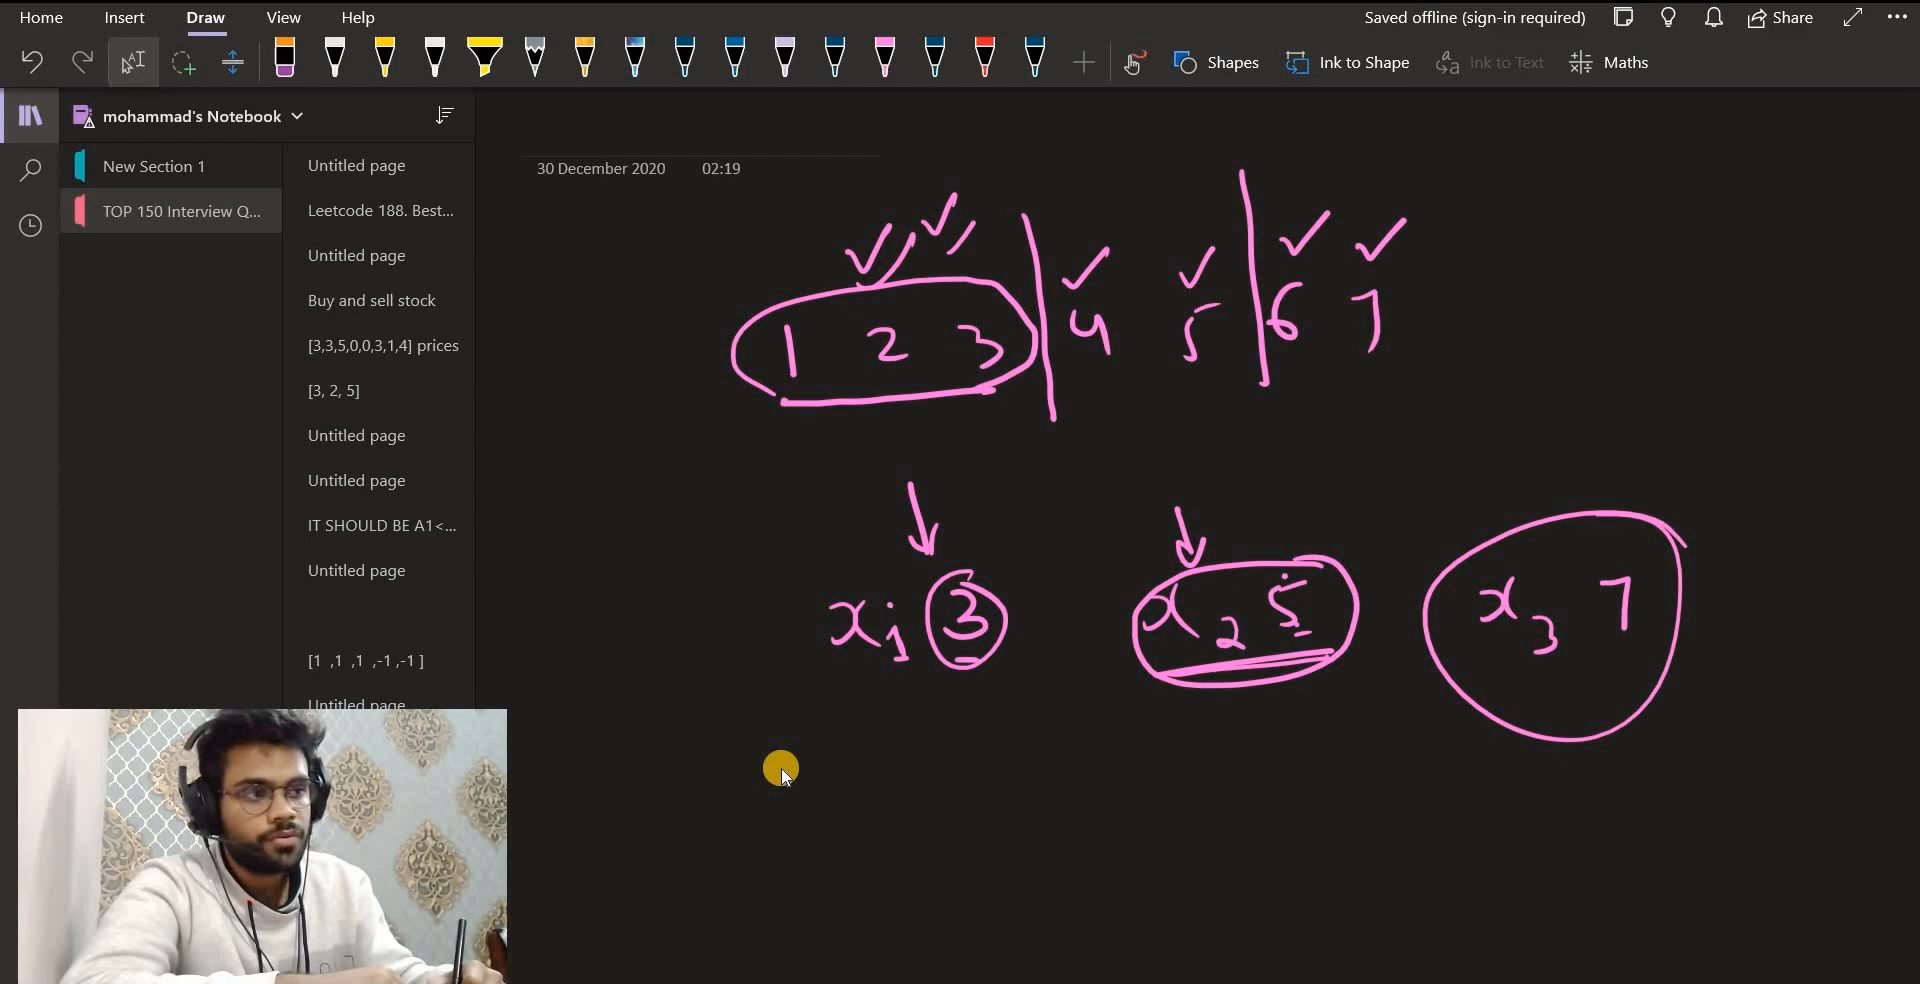 Home Insert Draw View Help
Saved offline (sign-in required) Share
Shapes Ink to Shape Ink to Text Maths
mohammad's Notebook
New Section 1
TOP 150 Interview Q...
Untitled page
Leetcode 188. Best...
Untitled page
Buy and sell stock
[3,3,5,0,0,3,1,4] prices
[3, 2, 5]
Untitled page
Untitled page
IT SHOULD BE A1<...
Untitled page
[1 ,1 ,1 ,-1 ,-1 ]
Untitled page
30 December 2020 02:19
1 2 3 4 5 6 7
x1 3 x2 5 x3 7